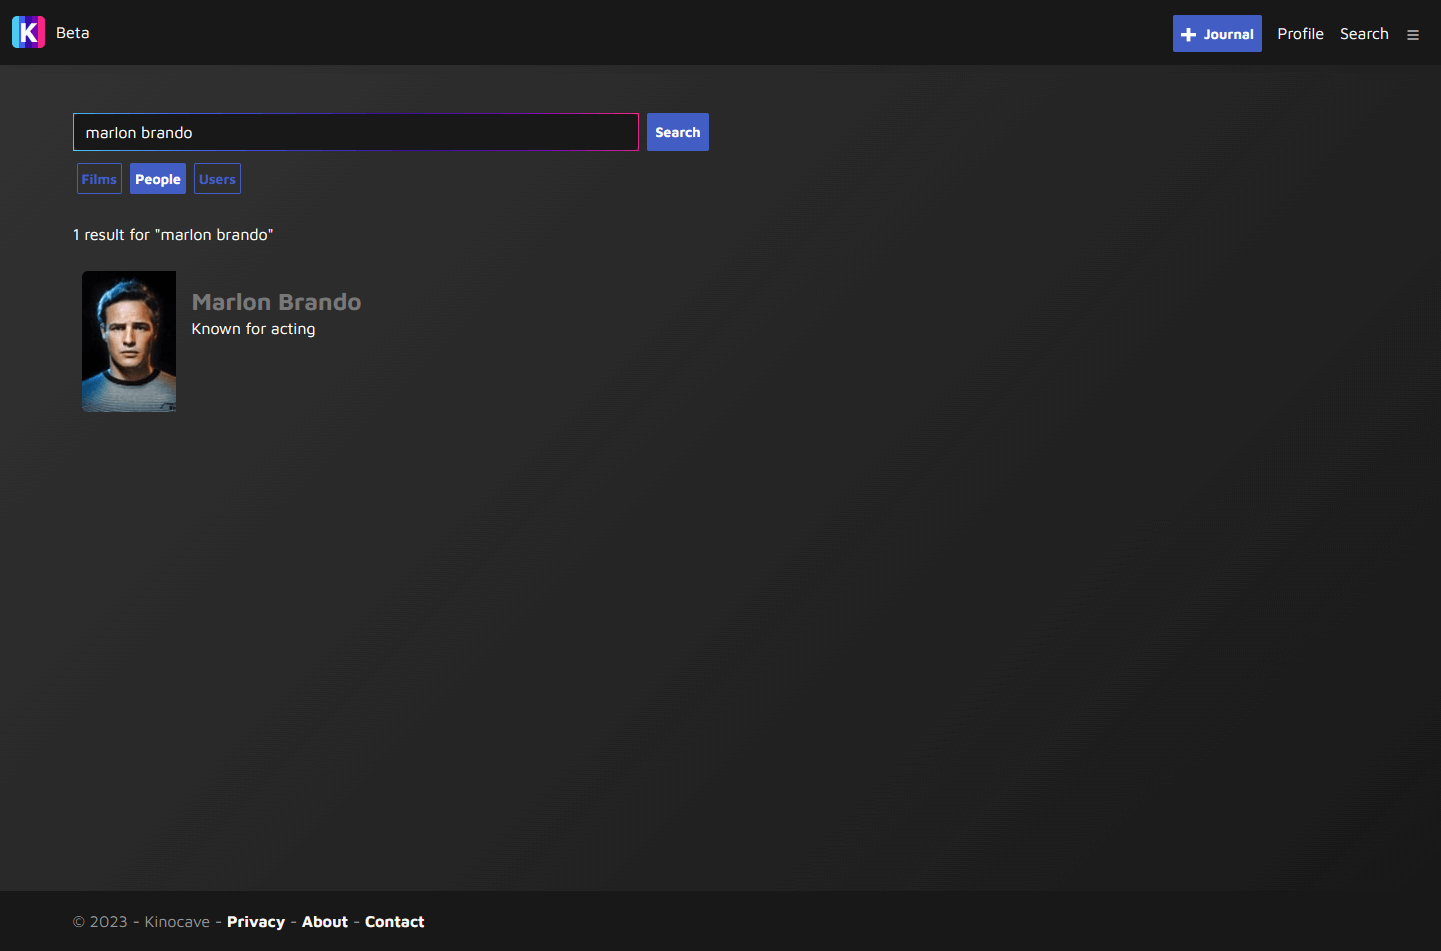 K Beta
Journal Profile Search
marlon brando Search
Films People Users
1 result for "marlon brando"
Marlon Brando
Known for acting
© 2023 - Kinocave - Privacy - About - Contact